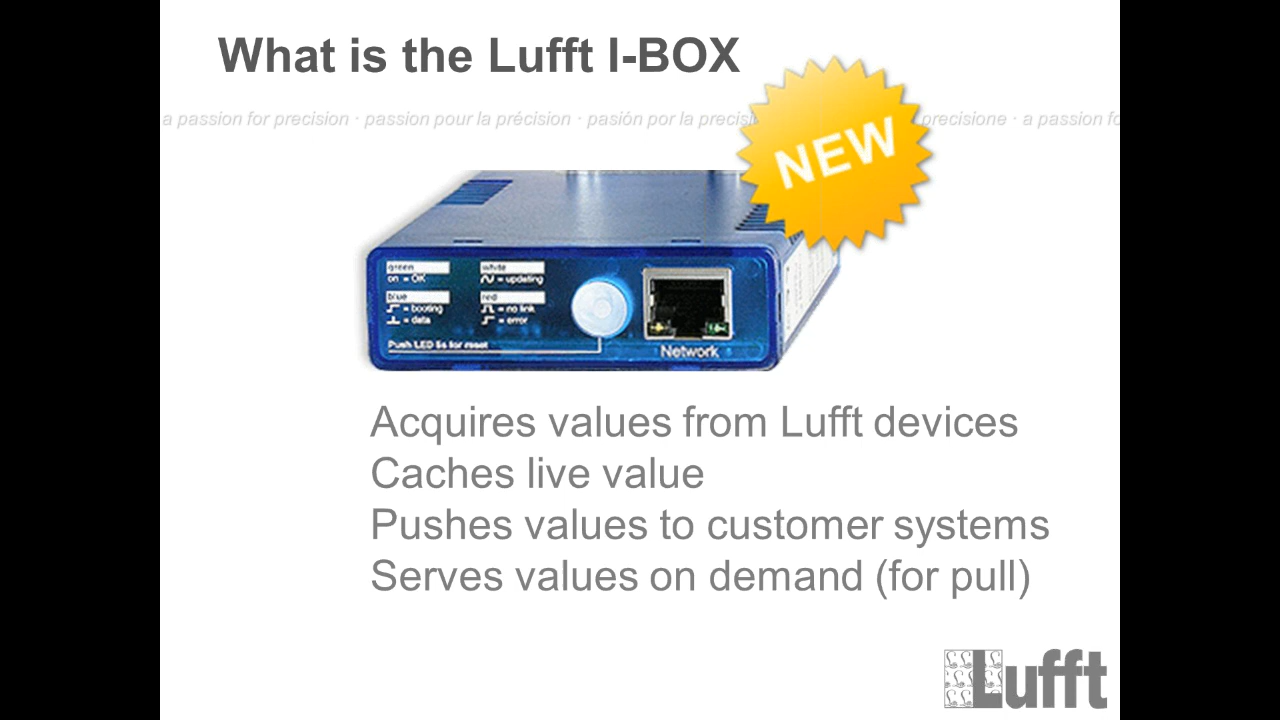 What is the Lufft I-BOX
a passion for precision · passion pour la précision · pasión por la precisi
precisione · a passion fo
NEW
green
on = OK
white
= updating
blue
= booting
= data
red
= no link
= error
Push LED 5s for reset
Network
Acquires values from Lufft devices
Caches live value
Pushes values to customer systems
Serves values on demand (for pull)
Lufft